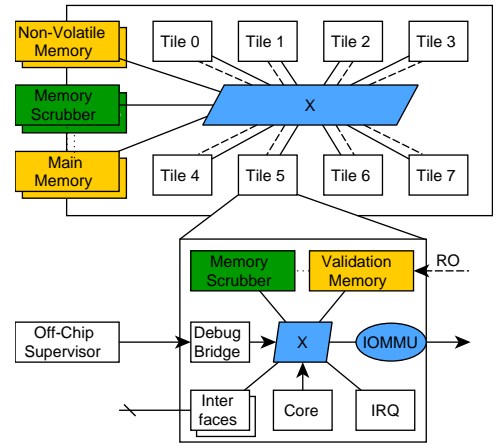 Non-Volatile
Memory
Tile 0
Tile 1
Tile 2
Tile 3
Memory
Scrubber
X
Main
Memory
Tile 4
Tile 5
Tile 6
Tile 7
Memory
Scrubber
Validation
Memory
RO
Off-Chip
Supervisor
Debug
Bridge
X
IOMMU
Inter
faces
Core
IRQ